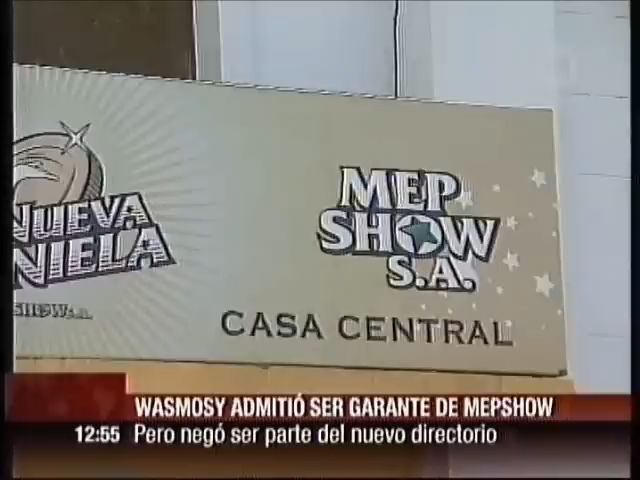 NUEVA
NIELA
MEP
SHOW
S.A.
CASA CENTRAL
WASMOSY ADMITIÓ SER GARANTE DE MEPSHOW
12:55 Pero negó ser parte del nuevo directorio